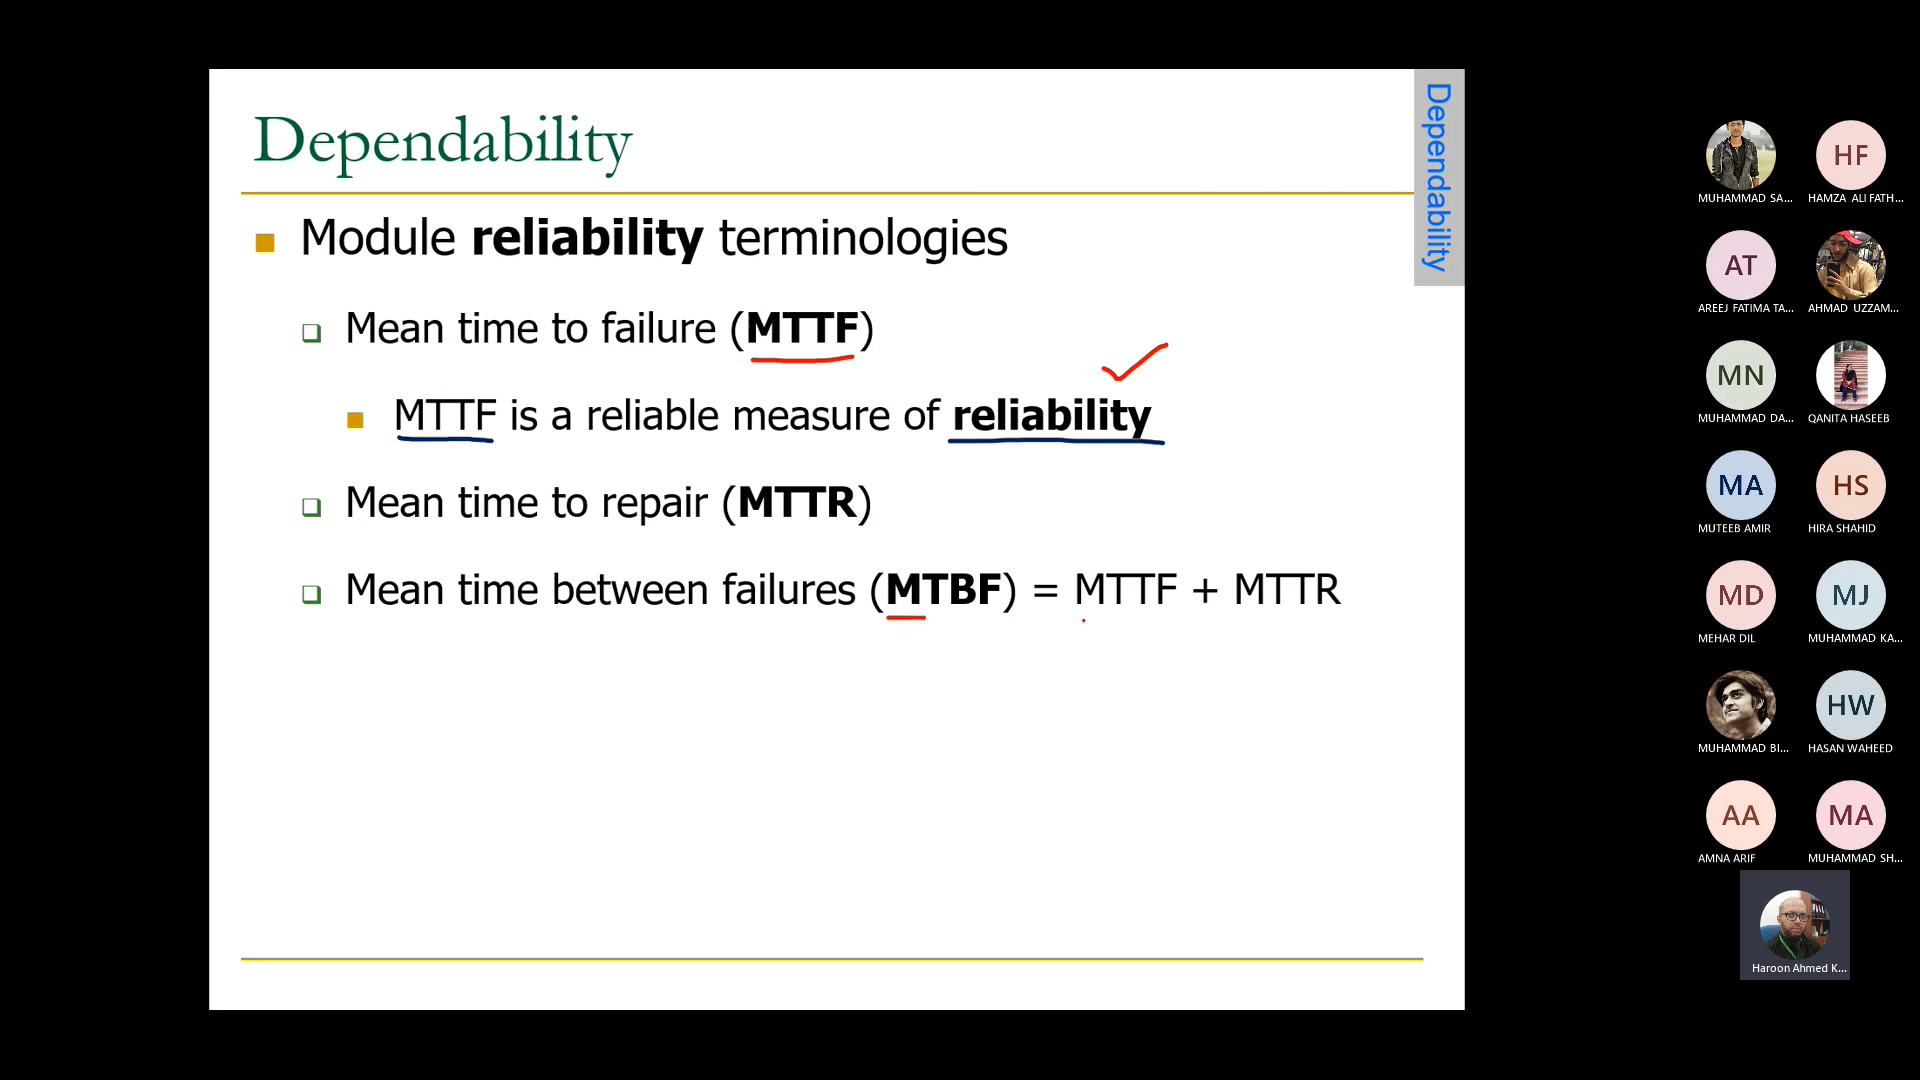 Dependability
Dependability
Module reliability terminologies
Mean time to failure (MTTF)
MTTF is a reliable measure of reliability
Mean time to repair (MTTR)
Mean time between failures (MTBF) = MTTF + MTTR
HF
MUHAMMAD SA...
HAMZA ALI FATH...
AT
AREEJ FATIMA TA...
AHMAD UZZAM...
MN
MUHAMMAD DA...
QANITA HASEEB
MA
HS
MUTEEB AMIR
HIRA SHAHID
MD
MJ
MEHAR DIL
MUHAMMAD KA...
HW
MUHAMMAD BI...
HASAN WAHEED
AA
MA
AMNA ARIF
MUHAMMAD SH...
Haroon Ahmed K...